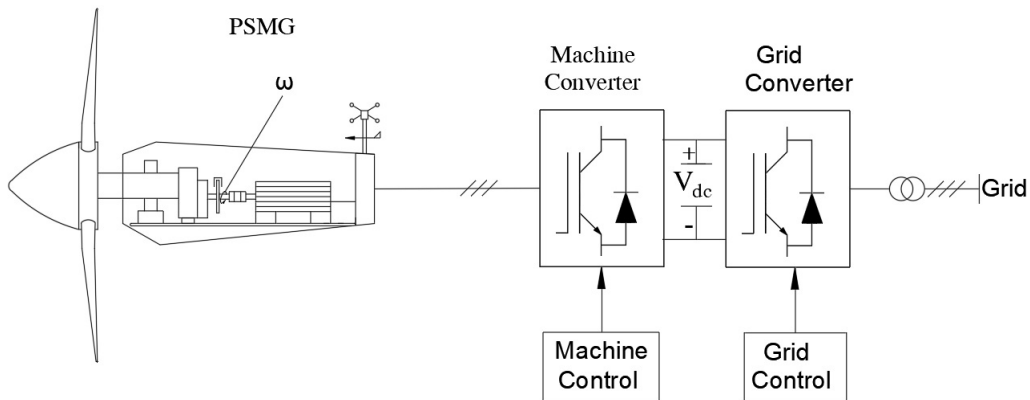 PSMG
ω
Machine
Converter
Grid
Converter
+
Vdc
-
Grid
Machine
Control
Grid
Control